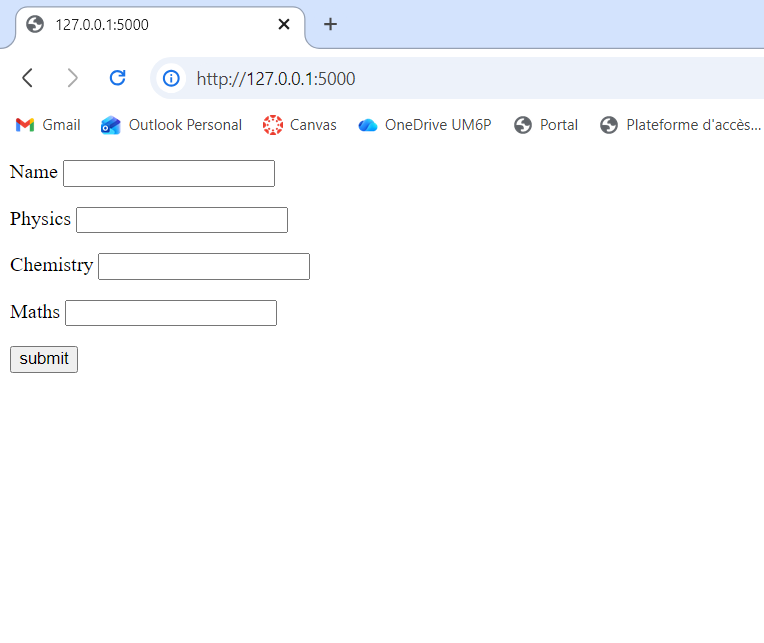 127.0.0.1:5000
http://127.0.0.1:5000
Gmail Outlook Personal Canvas OneDrive UM6P Portal Plateforme d'accès...
Name
Physics
Chemistry
Maths
submit